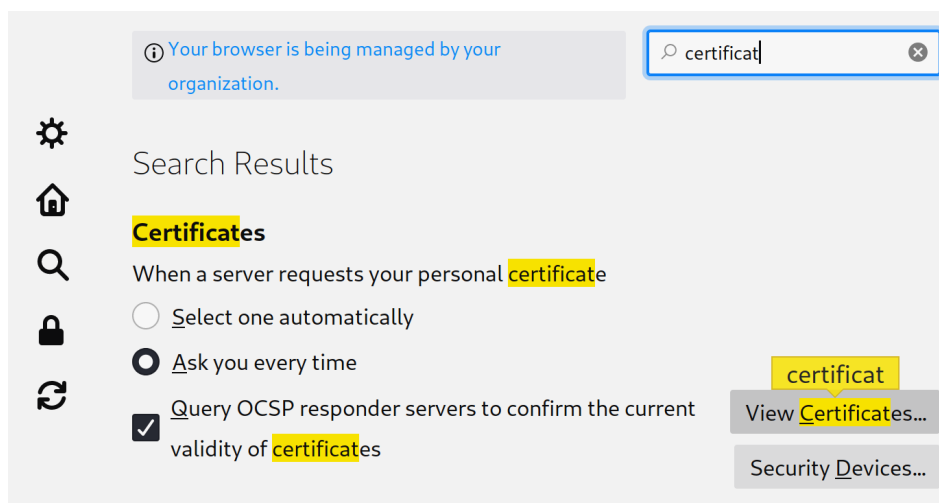 Your browser is being managed by your
organization.
certificat
Search Results
Certificates
When a server requests your personal certificate
Select one automatically
Ask you every time
Query OCSP responder servers to confirm the current
validity of certificates
certificat
View Certificates...
Security Devices...